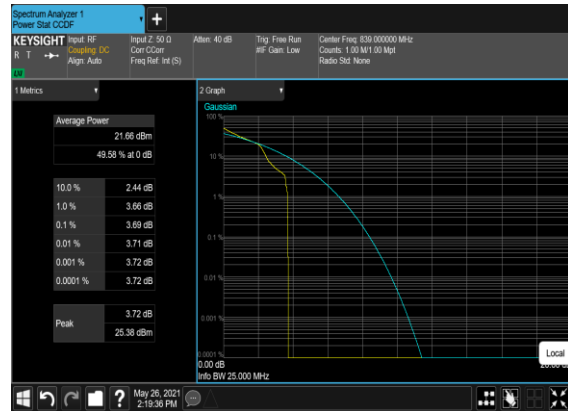 Spectrum Analyzer 1
Power Stat CCDF
KEYSIGHT
R T
LU
Input: RF
Coupling: DC
Align: Auto
Input Z: 50 Ω
Corr CCorr
Freq Ref: Int (S)
Atten: 40 dB
Trig: Free Run
#IF Gain: Low
Center Freq: 839.000000 MHz
Counts: 1.00 M/1.00 Mpt
Radio Std: None
1 Metrics
Average Power
21.66 dBm
49.58 % at 0 dB
10.0 % 2.44 dB
1.0 % 3.66 dB
0.1 % 3.69 dB
0.01 % 3.71 dB
0.001 % 3.72 dB
0.0001 % 3.72 dB
Peak
3.72 dB
25.38 dBm
2 Graph
Gaussian
100 %
10 %
1 %
0.1 %
0.01 %
0.001 %
0.0001 %
0.00 dB
Info BW 25.000 MHz
Local
May 26, 2021
2:19:36 PM